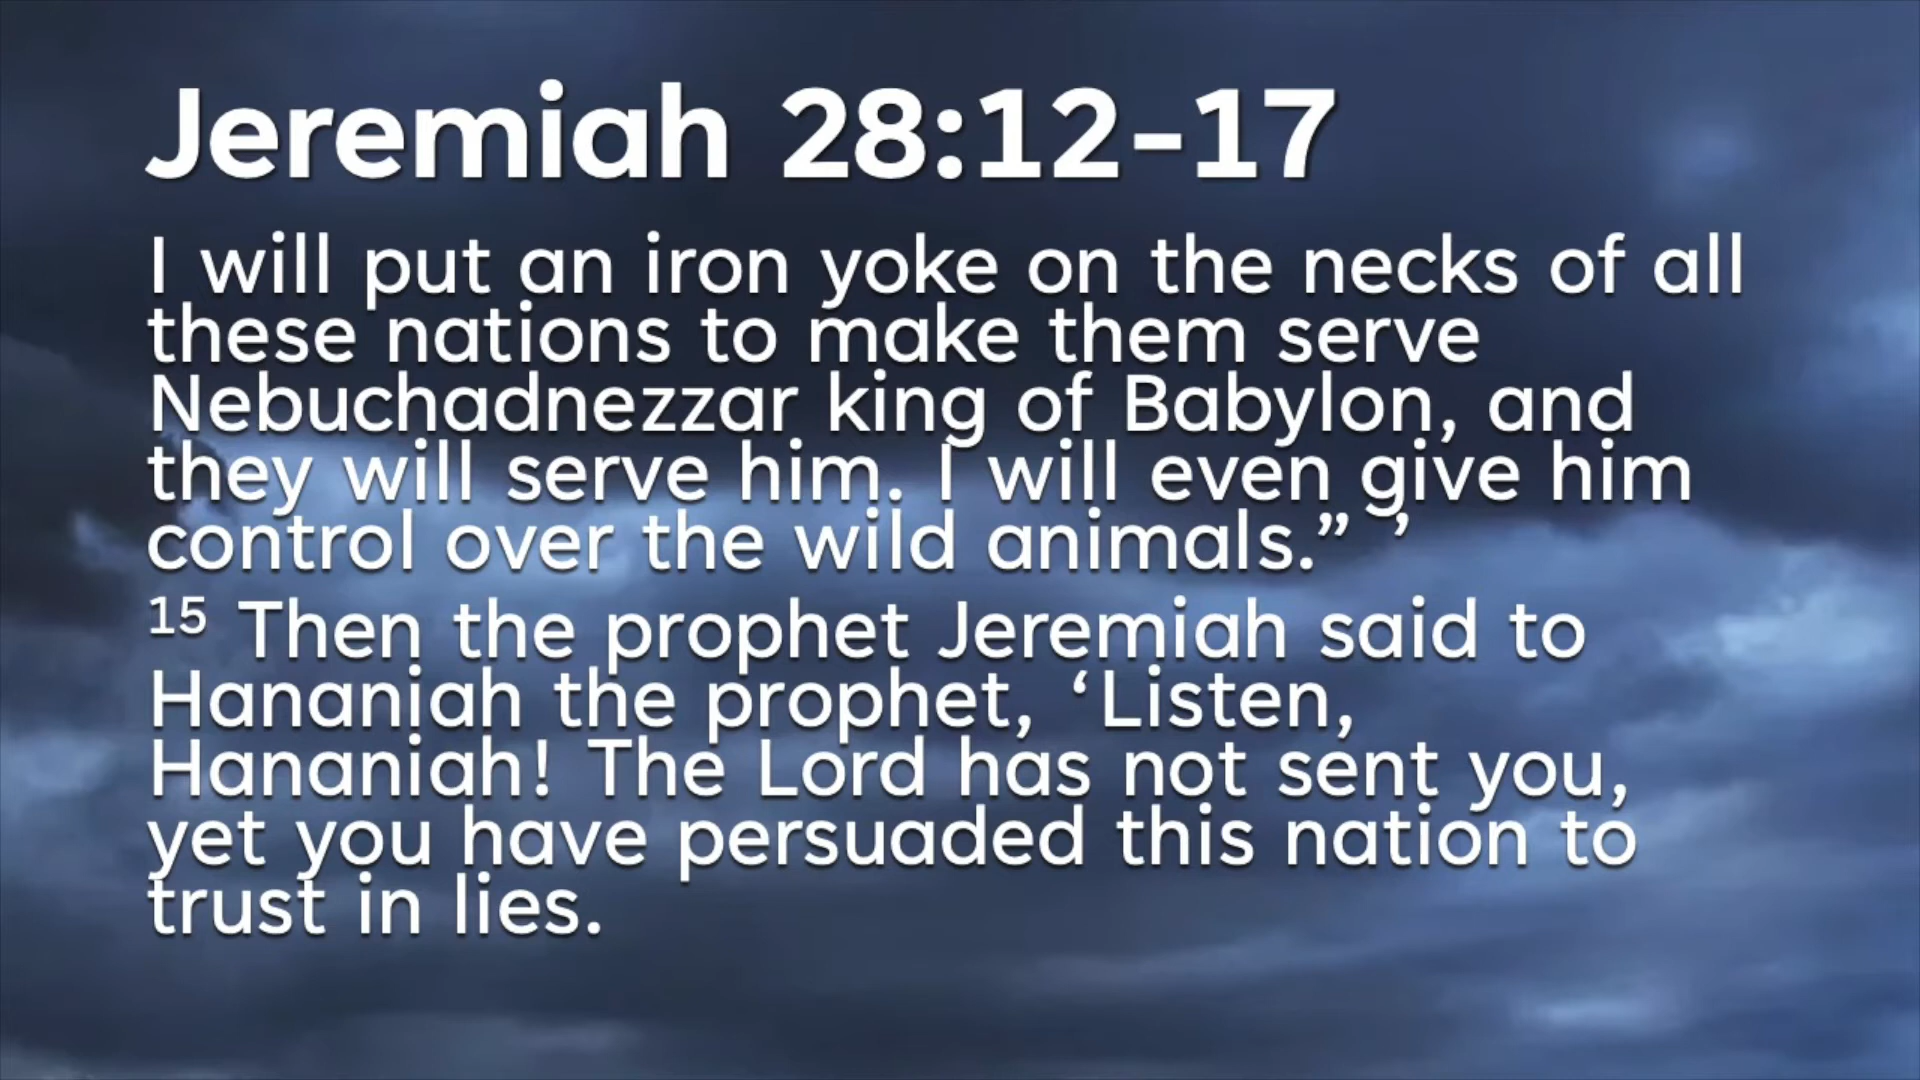 Jeremiah 28:12-17
I will put an iron yoke on the necks of all
these nations to make them serve
Nebuchadnezzar king of Babylon, and
they will serve him. I will even give him
control over the wild animals.” ’
15 Then the prophet Jeremiah said to
Hananiah the prophet, ‘Listen,
Hananiah! The Lord has not sent you,
yet you have persuaded this nation to
trust in lies.